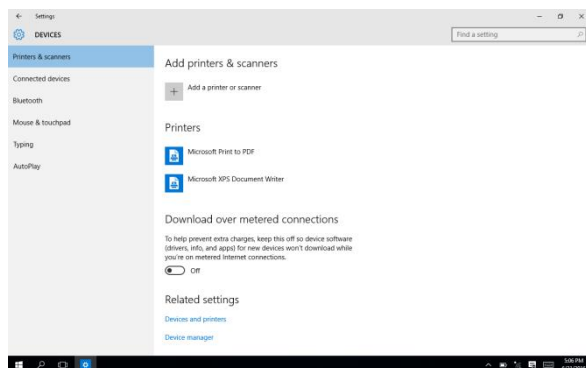 Settings
DEVICES
Find a setting
Printers & scanners
Connected devices
Bluetooth
Mouse & touchpad
Typing
AutoPlay
Add printers & scanners
Add a printer or scanner
Printers
Microsoft Print to PDF
Microsoft XPS Document Writer
Download over metered connections
To help prevent extra charges, keep this off so device software
(drivers, info, and apps) for new devices won't download while
you're on metered Internet connections.
Off
Related settings
Devices and printers
Device manager
5:06 PM